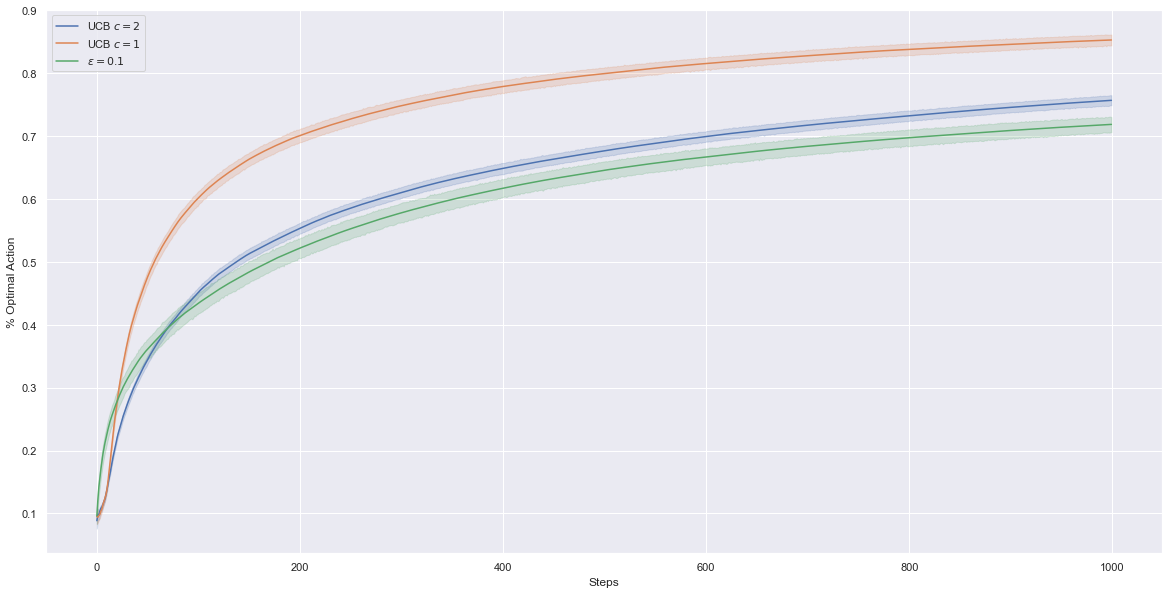 0.9
0.8
0.7
0.6
0.5
0.4
0.3
0.2
0.1
% Optimal Action
UCB c = 2
UCB c = 1
ε = 0.1
0 200 400 600 800 1000
Steps